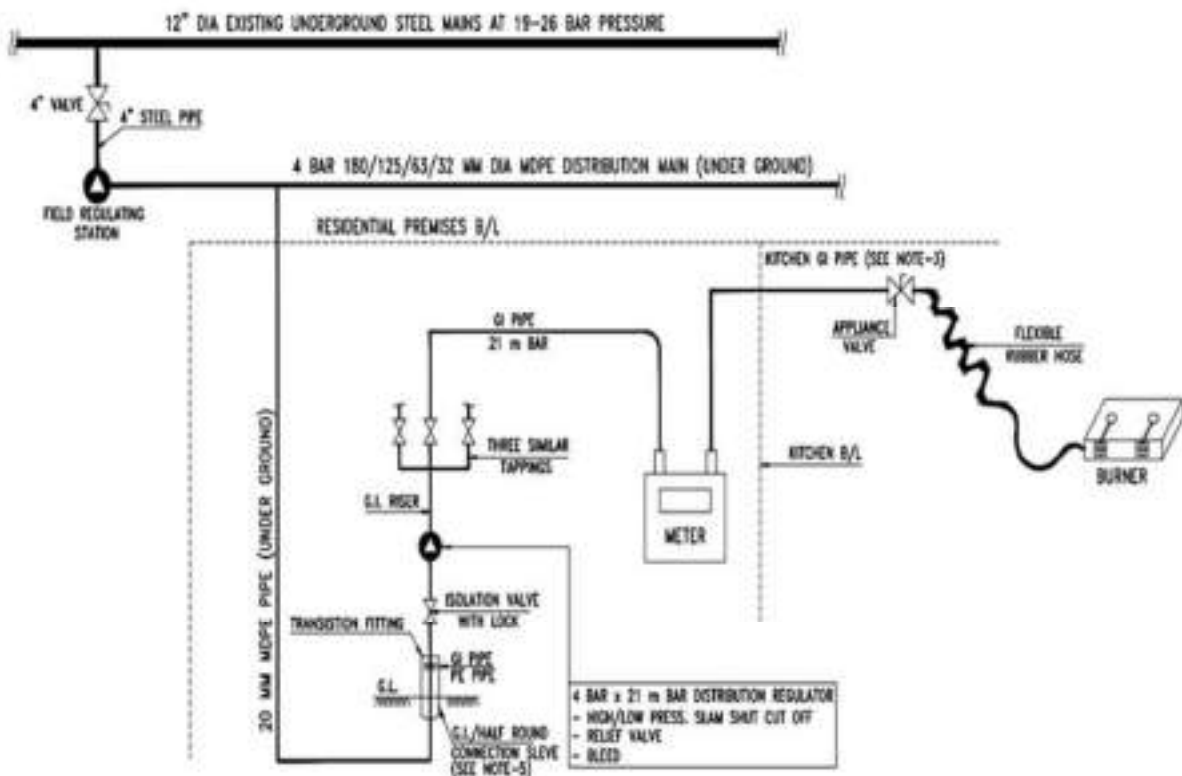 12" DIA EXISTING UNDERGROUND STEEL MAINS AT 19-26 BAR PRESSURE
4" VALVE
4" STEEL PIPE
4 BAR 180/125/63/32 MM DIA MDPE DISTRIBUTION MAIN (UNDER GROUND)
FIELD REGULATING
STATION
RESIDENTIAL PREMISES B/L
KITCHEN GI PIPE (SEE NOTE-3)
GI PIPE
21 m BAR
APPLIANCE
VALVE
FLEXIBLE
RUBBER HOSE
THREE SIMILAR
TAPPINGS
KITCHEN B/L
BURNER
G.I. RISER
METER
20 MM MDPE PIPE (UNDER GROUND)
ISOLATION VALVE
WITH LOCK
TRANSISTION FITTING
GI PIPE
PE PIPE
G.L.
G.I./HALF ROUND
CONNECTION SLEVE
(SEE NOTE-5)
4 BAR x 21 m BAR DISTRIBUTION REGULATOR
- HIGH/LOW PRESS. SLAM SHUT CUT OFF
- RELIEF VALVE
- BLEED